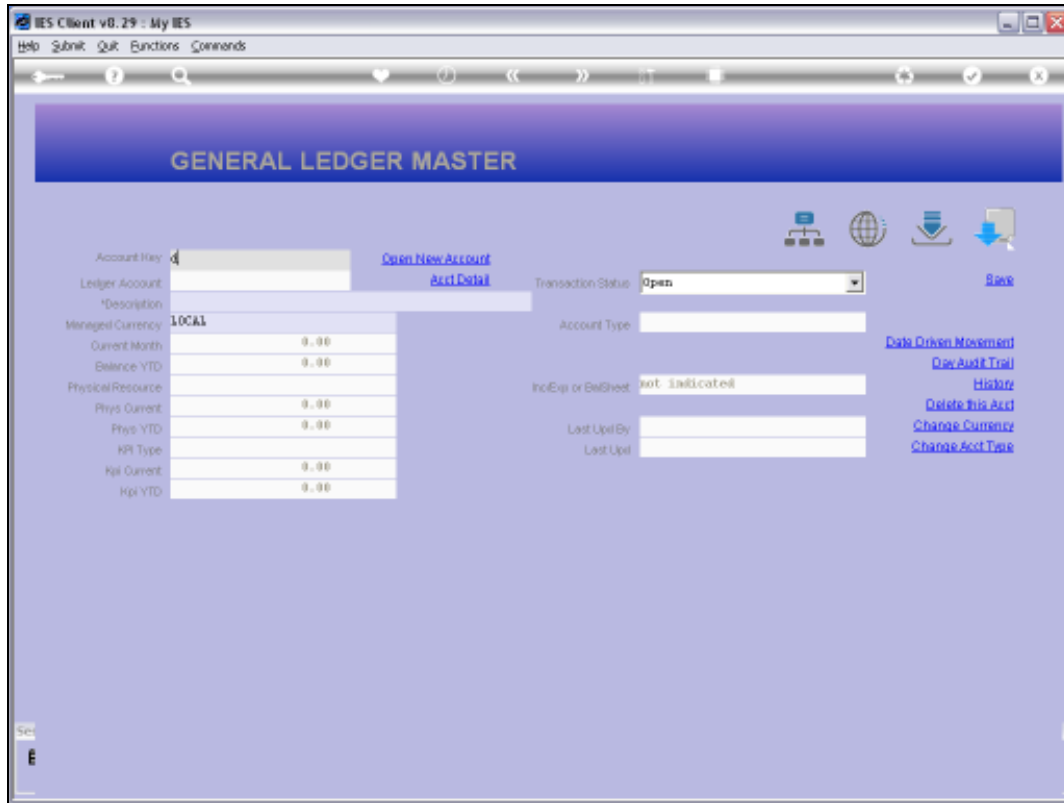 IES Client v8.29 : My IES
Help Submit Quit Functions Commands
GENERAL LEDGER MASTER
Account Key d Open New Account
Ledger Account Acct Detail Transaction Status Open Save
*Description
Managed Currency LOCAL Account Type
Current Month 0.00 Date Driven Movement
Balance YTD 0.00 Day Audit Trail
Physical Resource Inc/Exp or BalSheet not indicated History
Phys Current 0.00 Delete this Acct
Phys YTD 0.00 Last Upd By Change Currency
KPI Type Last Upd Change Acct Type
Kpi Current 0.00
Kpi YTD 0.00
Ses